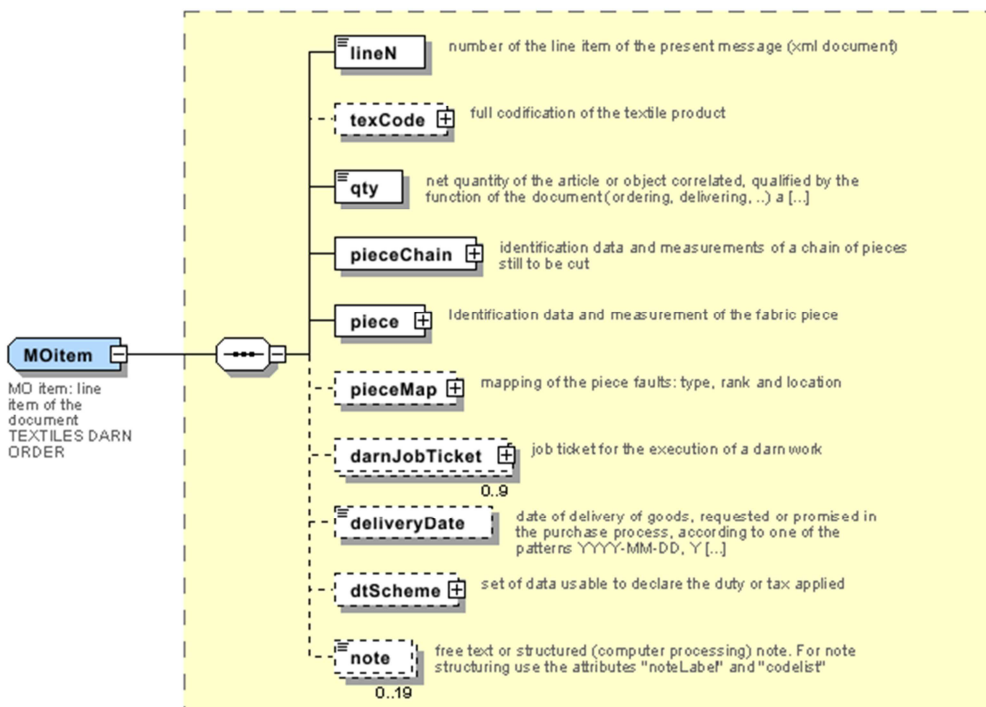 lineN
number of the line item of the present message (xml document)
texCode
full codification of the textile product
qty
net quantity of the article or object correlated, qualified by the
function of the document(ordering, delivering, ..) a [...]
pieceChain
identification data and measurements of a chain of pieces
still to be cut
piece
Identification data and measurement of the fabric piece
MOitem
MO item: line
item of the
document
TEXTILES DARN
ORDER
pieceMap
mapping of the piece faults: type, rank and location
darnJobTicket
job ticket for the execution of a darn work
0..9
deliveryDate
date of delivery of goods, requested or promised in
the purchase process, according to one of the
patterns YYYY-MM-DD, Y [...]
dtScheme
set of data usable to declare the duty or tax applied
note
free text or structured (computer processing) note. For note
structuring use the attributes "noteLabel" and "codelist"
0..19